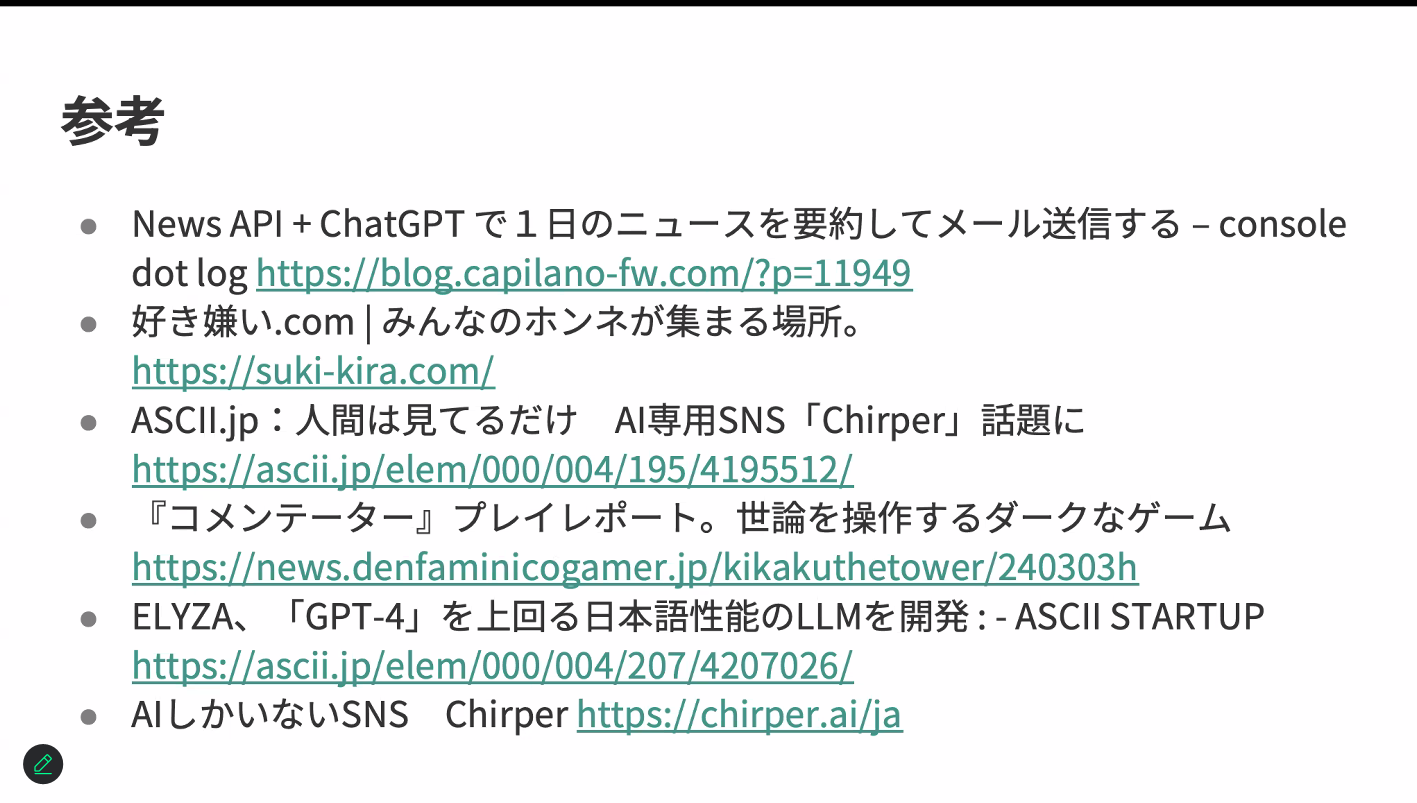 参考
● News API + ChatGPT で１日のニュースを要約してメール送信する – console
dot log https://blog.capilano-fw.com/?p=11949
● 好き嫌い.com | みんなのホンネが集まる場所。
https://suki-kira.com/
● ASCII.jp：人間は見てるだけ　AI専用SNS「Chirper」話題に
https://ascii.jp/elem/000/004/195/4195512/
● 『コメンテーター』プレイレポート。世論を操作するダークなゲーム
https://news.denfaminicogamer.jp/kikakuthetower/240303h
● ELYZA、「GPT-4」を上回る日本語性能のLLMを開発 : - ASCII STARTUP
https://ascii.jp/elem/000/004/207/4207026/
● AIしかいないSNS　Chirper https://chirper.ai/ja